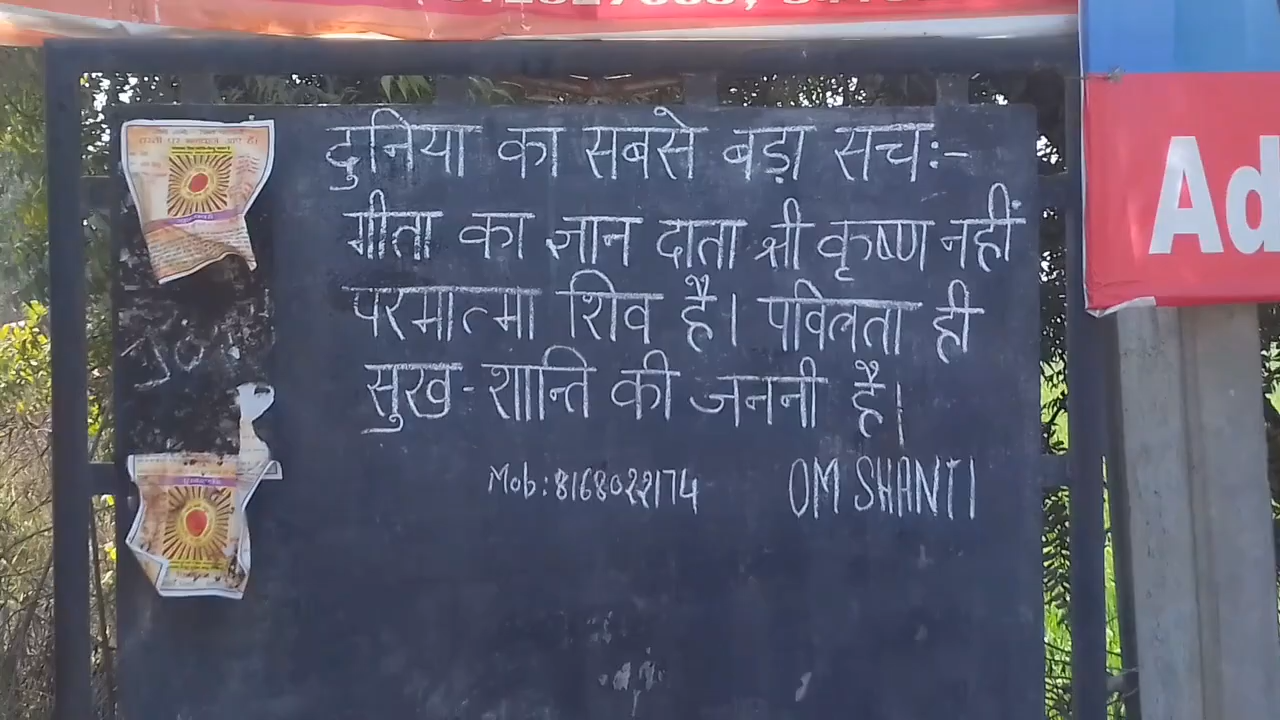 दुनिया का सबसे बड़ा सच:-
गीता का ज्ञान दाता श्री कृष्ण नहीं
परमात्मा शिव है। पवित्रता ही
सुख-शान्ति की जननी है।
Mob:8168022174
OM SHANTI
Ad